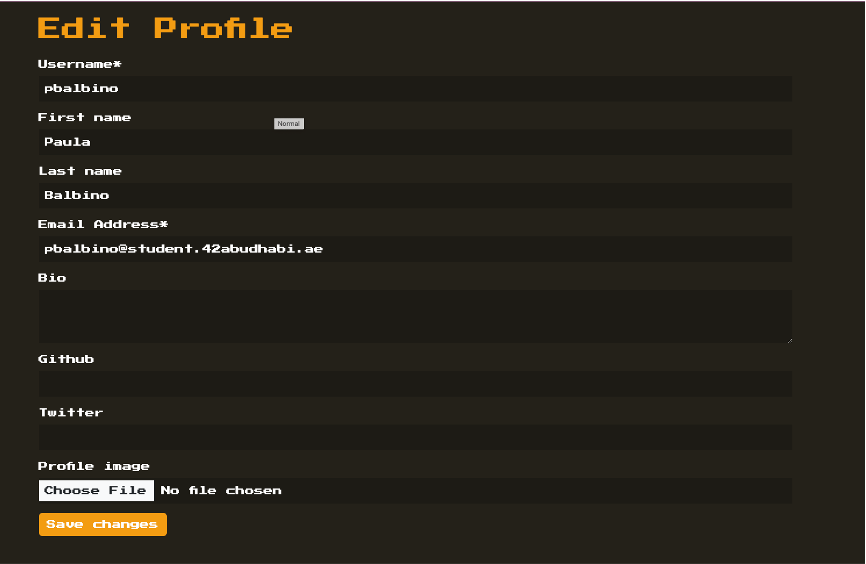 Edit Profile
Username*
pbalbino
First name
Normal
Paula
Last name
Balbino
Email Address*
pbalbino@student.42abudhabi.ae
Bio
Github
Twitter
Profile image
Choose File No file chosen
Save changes